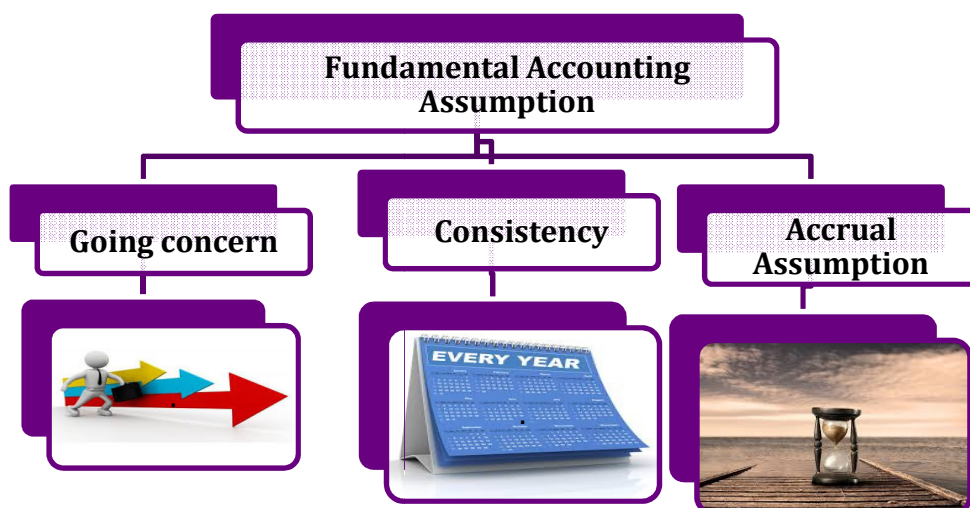 Fundamental Accounting
Assumption
Going concern
Consistency
Accrual
Assumption
EVERY YEAR